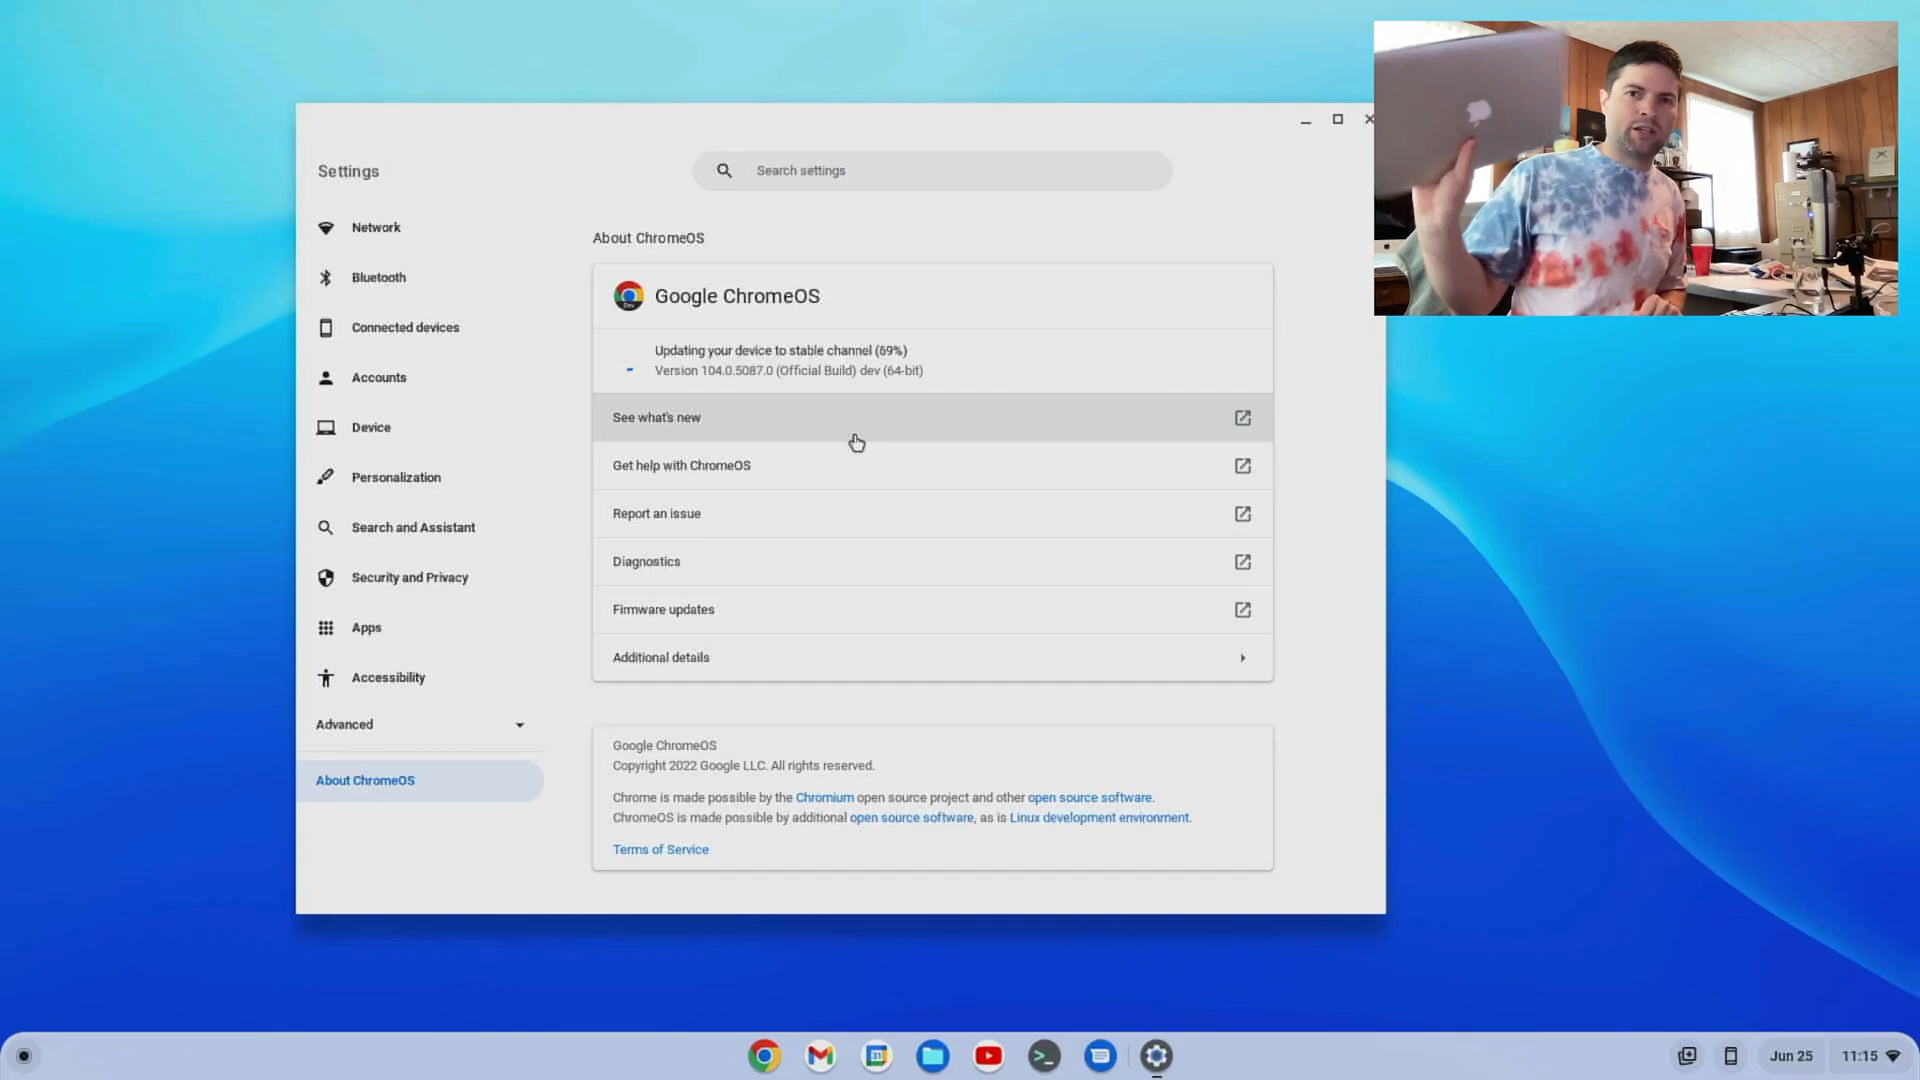 Settings
Search settings
Network
Bluetooth
Connected devices
Accounts
Device
Personalization
Search and Assistant
Security and Privacy
Apps
Accessibility
Advanced
About ChromeOS
About ChromeOS
Google ChromeOS
Updating your device to stable channel (69%)
Version 104.0.5087.0 (Official Build) dev (64-bit)
See what's new
Get help with ChromeOS
Report an issue
Diagnostics
Firmware updates
Additional details
Google ChromeOS
Copyright 2022 Google LLC. All rights reserved.
Chrome is made possible by the Chromium open source project and other open source software.
ChromeOS is made possible by additional open source software, as is Linux development environment.
Terms of Service
31
Jun 25
11:15